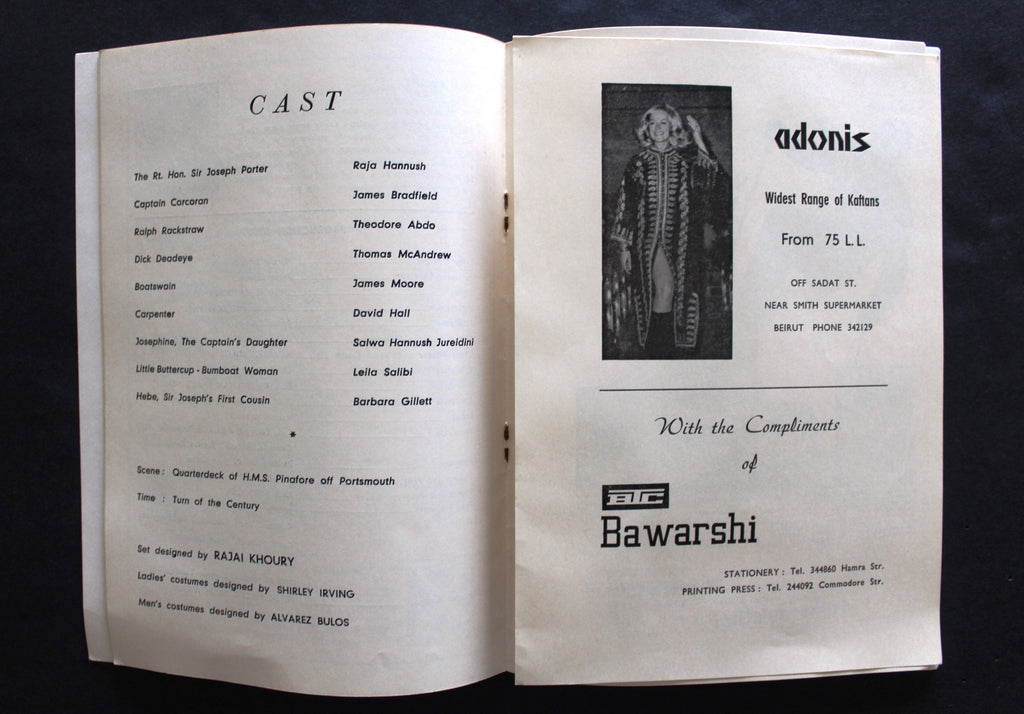 CAST
The Rt. Hon. Sir Joseph Porter Raja Hannush
Captain Corcoran James Bradfield
Ralph Rackstraw Theodore Abdo
Dick Deadeye Thomas McAndrew
Boatswain James Moore
Carpenter David Hall
Josephine, The Captain's Daughter Salwa Hannush Jureidini
Little Buttercup - Bumboat Woman Leila Salibi
Hebe, Sir Joseph's First Cousin Barbara Gillett
*
Scene : Quarterdeck of H.M.S. Pinafore off Portsmouth
Time : Turn of the Century
Set designed by RAJAI KHOURY
Ladies' costumes designed by SHIRLEY IRVING
Men's costumes designed by ALVAREZ BULOS
adonis
Widest Range of Kaftans
From 75 L.L.
OFF SADAT ST.
NEAR SMITH SUPERMARKET
BEIRUT PHONE 342129
With the Compliments
of
BTC
Bawarshi
STATIONERY : Tel. 344860 Hamra Str.
PRINTING PRESS : Tel. 244092 Commodore Str.